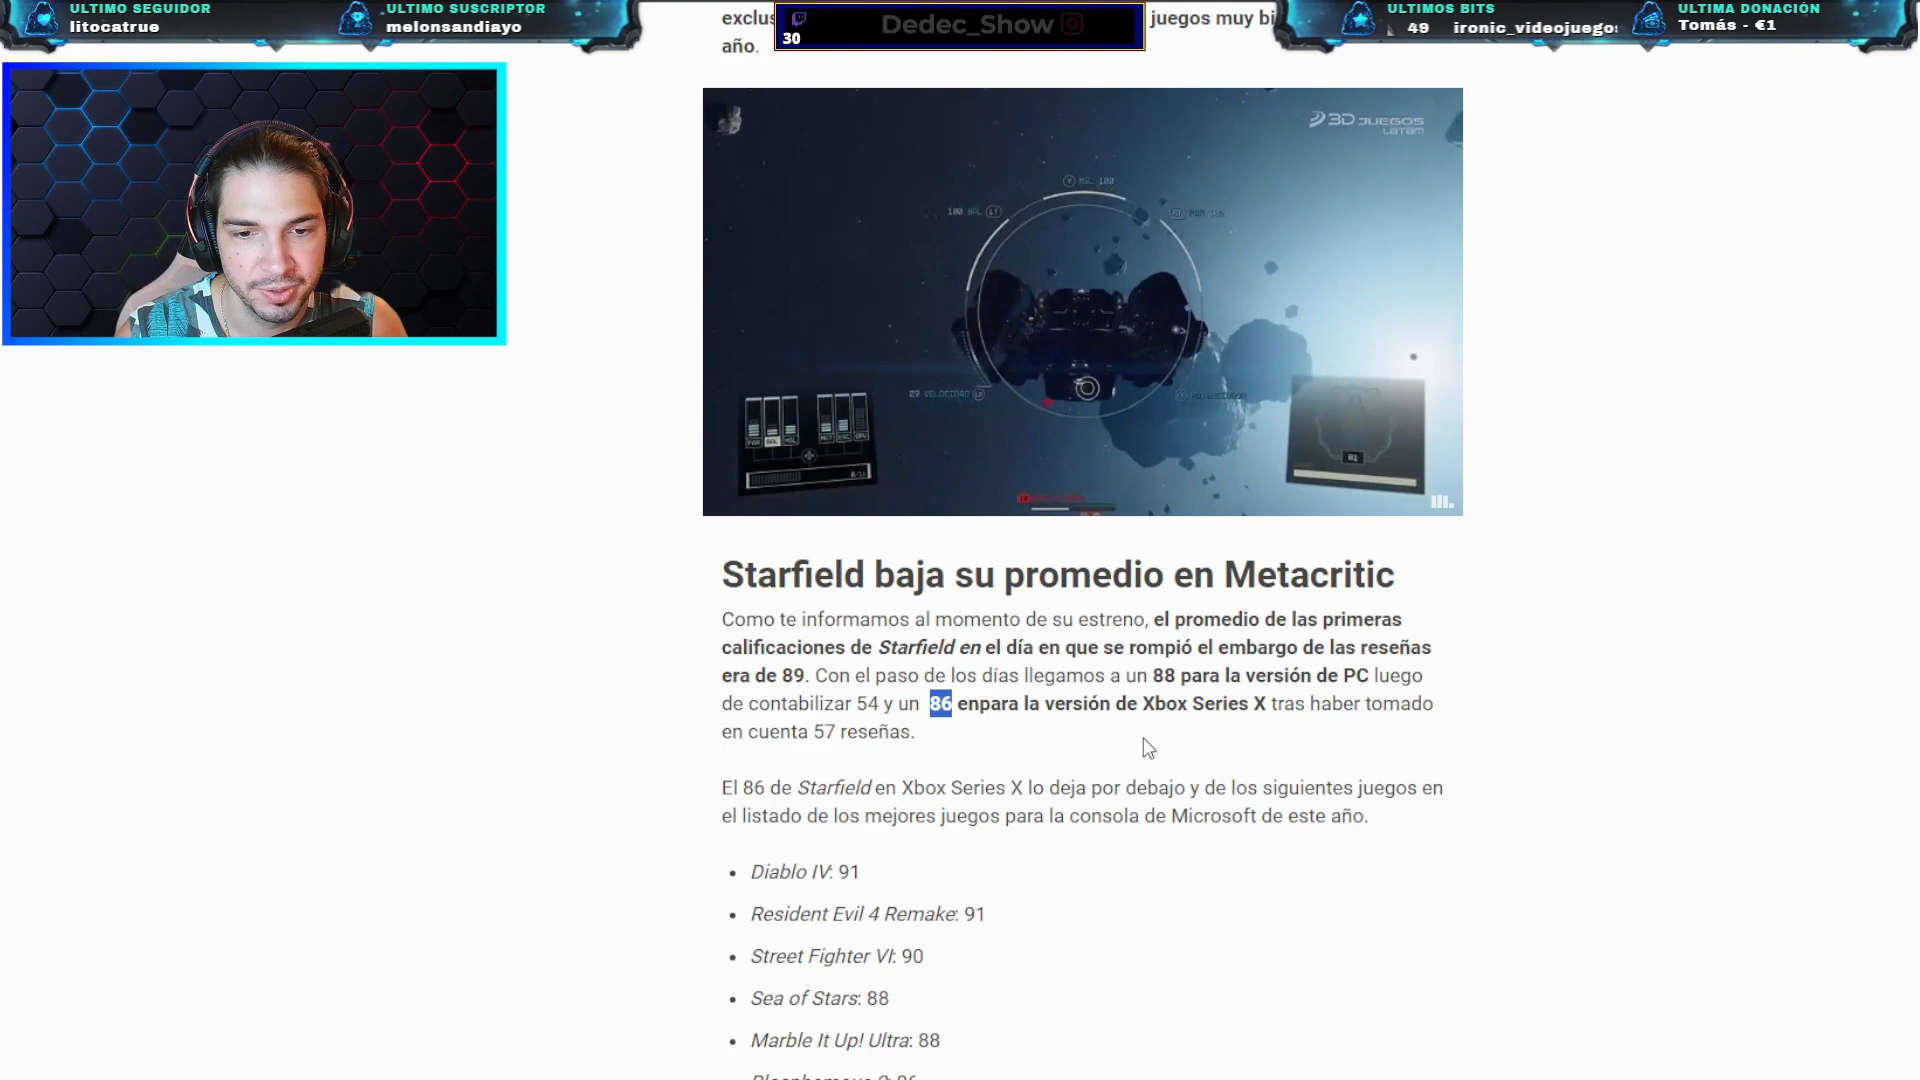 ULTIMO SEGUIDOR
litocatrue
ULTIMO SUSCRIPTOR
melonsandiayo
30
Dedec_Show
ULTIMOS BITS
49 ironic_videojuego
ULTIMA DONACIÓN
Tomás - €1
juegos muy
año.
3D JUEGOS
LATAM
MSL 100
100 BAL LT
29 VELOCIDAD
Starfield baja su promedio en Metacritic
Como te informamos al momento de su estreno, el promedio de las primeras
calificaciones de Starfield en el día en que se rompió el embargo de las reseñas
era de 89. Con el paso de los días llegamos a un 88 para la versión de PC luego
de contabilizar 54 y un 86 enpara la versión de Xbox Series X tras haber tomado
en cuenta 57 reseñas.
El 86 de Starfield en Xbox Series X lo deja por debajo y de los siguientes juegos en
el listado de los mejores juegos para la consola de Microsoft de este año.
• Diablo IV: 91
• Resident Evil 4 Remake: 91
• Street Fighter VI: 90
• Sea of Stars: 88
• Marble It Up! Ultra: 88